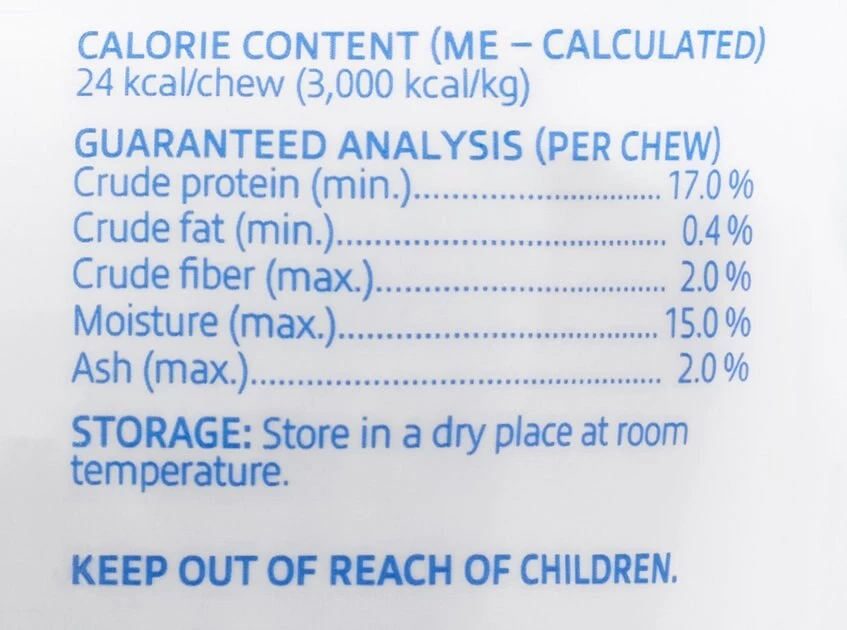 CALORIE CONTENT (ME – CALCULATED)
24 kcal/chew (3,000 kcal/kg)
GUARANTEED ANALYSIS (PER CHEW)
Crude protein (min.)............................... 17.0 %
Crude fat (min.)......................................... 0.4 %
Crude fiber (max.).................................... 2.0 %
Moisture (max.)........................................ 15.0 %
Ash (max.)................................................... 2.0 %
STORAGE: Store in a dry place at room
temperature.
KEEP OUT OF REACH OF CHILDREN.